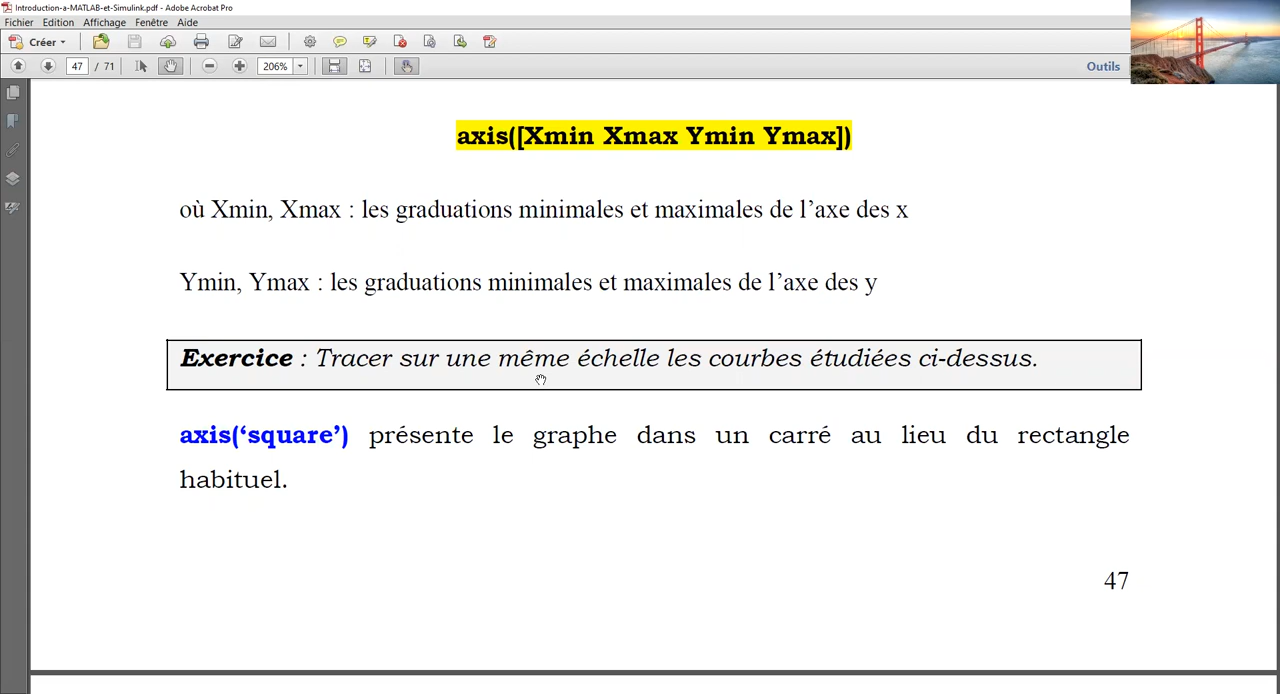 Introduction-a-MATLAB-et-Simulink.pdf - Adobe Acrobat Pro
Fichier Edition Affichage Fenêtre Aide
Créer
47 / 71 206% Outils
axis([Xmin Xmax Ymin Ymax])
où Xmin, Xmax : les graduations minimales et maximales de l’axe des x
Ymin, Ymax : les graduations minimales et maximales de l’axe des y
Exercice : Tracer sur une même échelle les courbes étudiées ci-dessus.
axis(‘square’) présente le graphe dans un carré au lieu du rectangle
habituel.
47